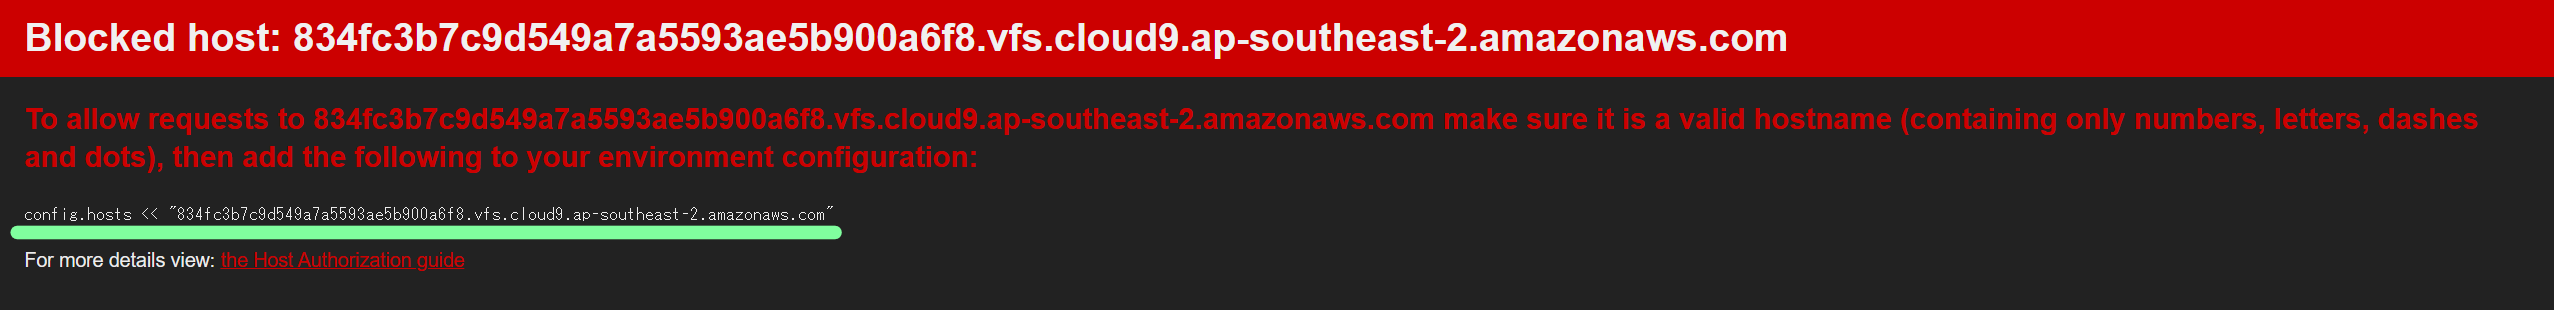 Blocked host: 834fc3b7c9d549a7a5593ae5b900a6f8.vfs.cloud9.ap-southeast-2.amazonaws.com
To allow requests to 834fc3b7c9d549a7a5593ae5b900a6f8.vfs.cloud9.ap-southeast-2.amazonaws.com make sure it is a valid hostname (containing only numbers, letters, dashes
and dots), then add the following to your environment configuration:
config.hosts << "834fc3b7c9d549a7a5593ae5b900a6f8.vfs.cloud9.ap-southeast-2.amazonaws.com"
For more details view: the Host Authorization guide